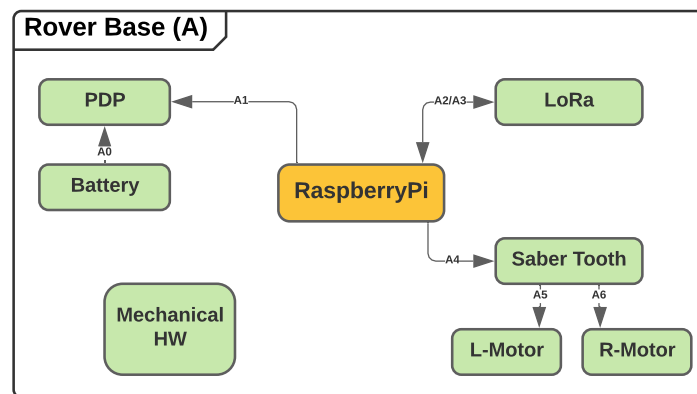 Rover Base (A)
PDP
A1
A2/A3
LoRa
A0
Battery
RaspberryPi
A4
Saber Tooth
A5
A6
Mechanical
HW
L-Motor
R-Motor